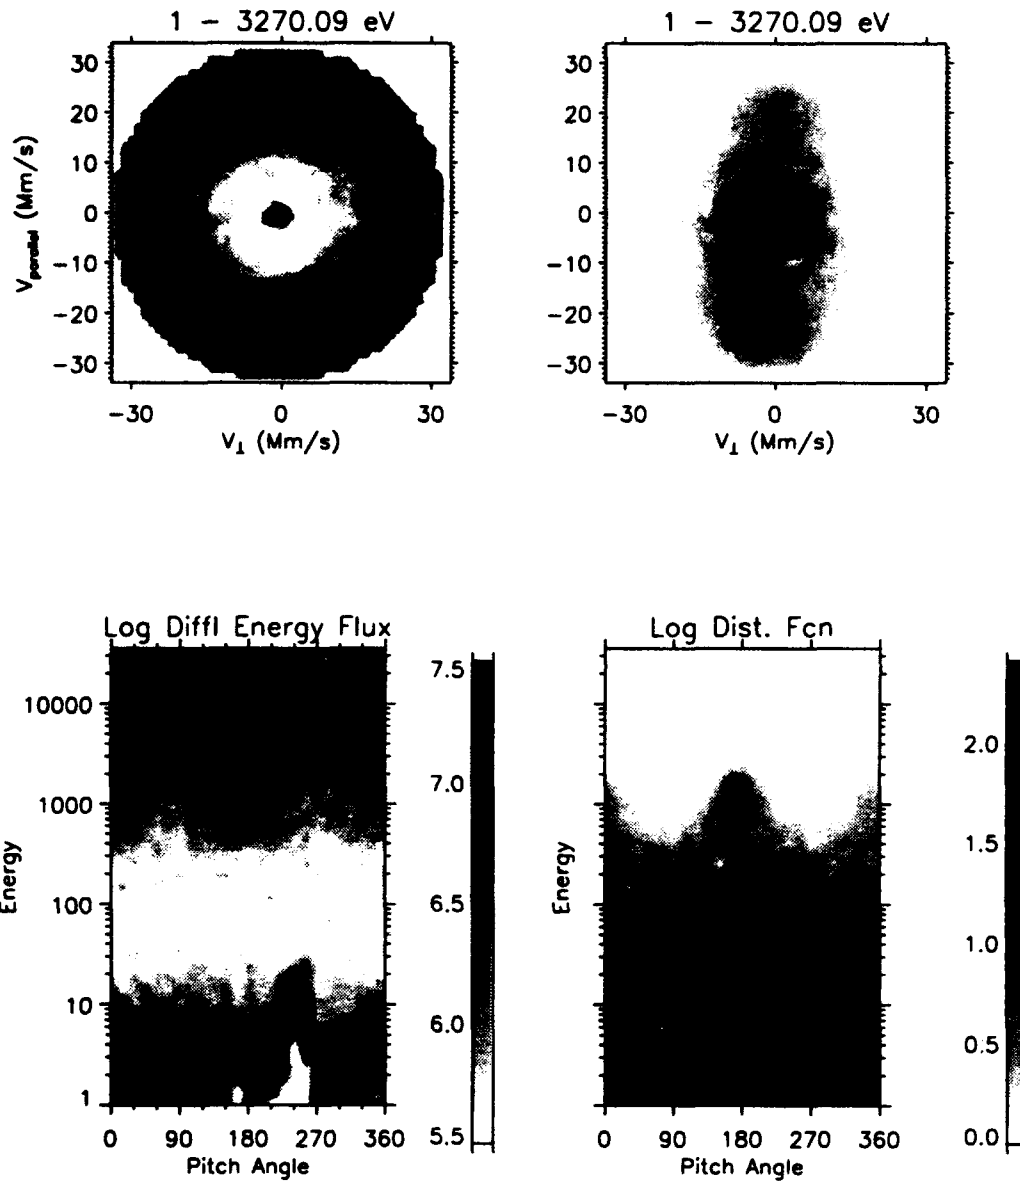 1 – 3270.09 eV
30
20
10
0
−10
−20
−30
V parallel (Mm/s)
−30 0 30
V⊥ (Mm/s)
1 – 3270.09 eV
30
20
10
0
−10
−20
−30
−30 0 30
V⊥ (Mm/s)
Log Diffl Energy Flux
10000
1000
100
10
1
Energy
0 90 180 270 360
Pitch Angle
7.5
7.0
6.5
6.0
5.5
Log Dist. Fcn
Energy
0 90 180 270 360
Pitch Angle
2.0
1.5
1.0
0.5
0.0